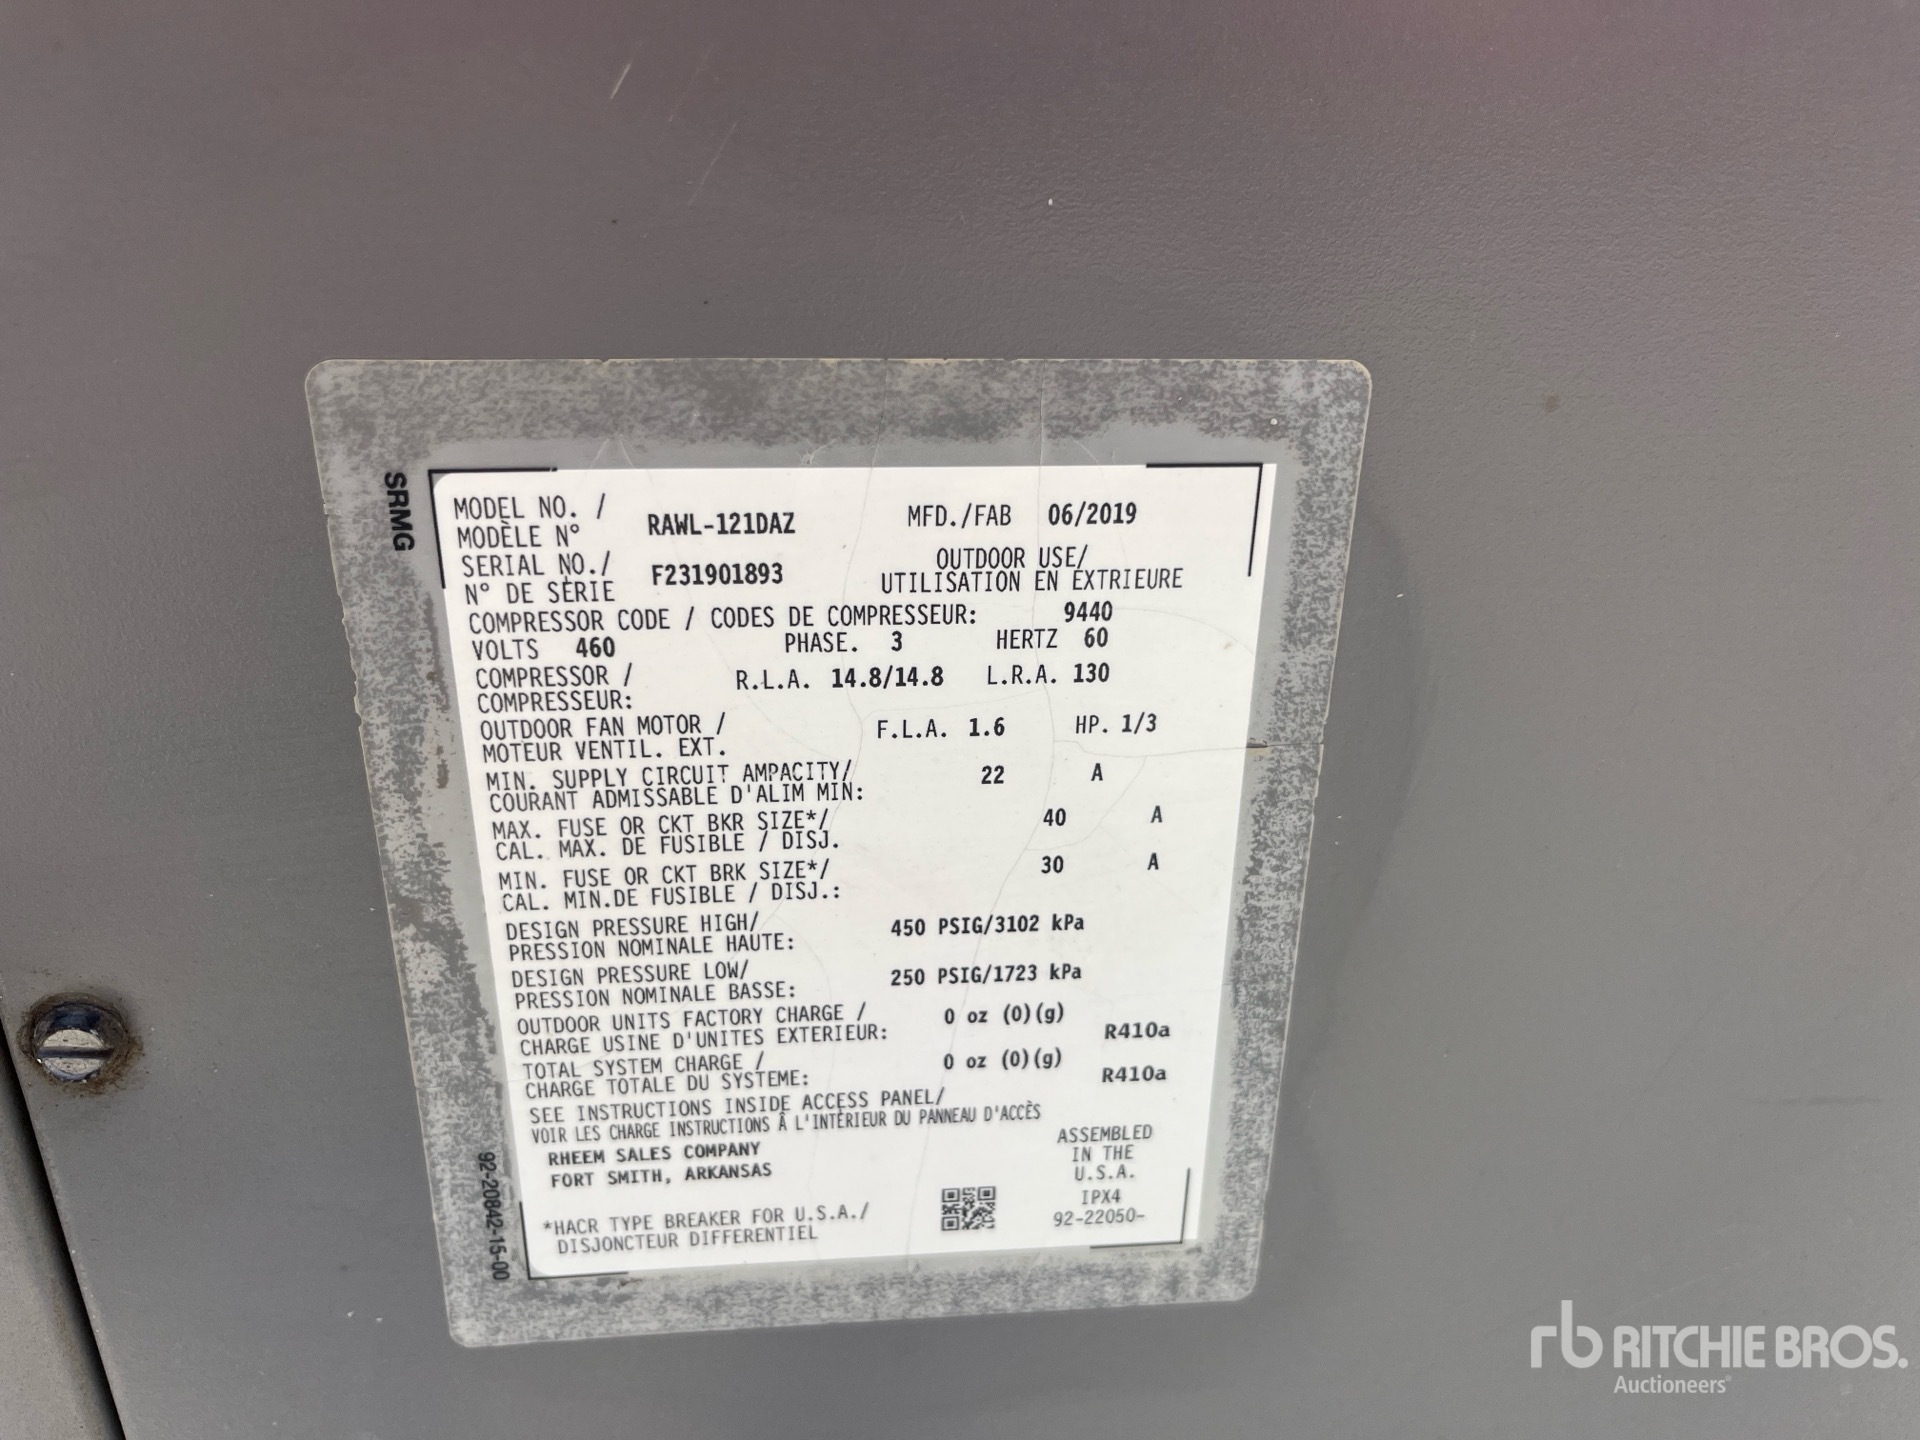 SRMG
MODEL NO. /
MODÈLE N° RAWL-121DAZ MFD./FAB 06/2019
SERIAL NO./ OUTDOOR USE/
N° DE SÉRIE F231901893 UTILISATION EN EXTRIEURE
COMPRESSOR CODE / CODES DE COMPRESSEUR: 9440
VOLTS 460 PHASE. 3 HERTZ 60
COMPRESSOR / R.L.A. 14.8/14.8 L.R.A. 130
COMPRESSEUR:
OUTDOOR FAN MOTOR / F.L.A. 1.6 HP. 1/3
MOTEUR VENTIL. EXT.
MIN. SUPPLY CIRCUIT AMPACITY/ 22 A
COURANT ADMISSABLE D'ALIM MIN:
MAX. FUSE OR CKT BKR SIZE*/ 40 A
CAL. MAX. DE FUSIBLE / DISJ.
MIN. FUSE OR CKT BRK SIZE*/ 30 A
CAL. MIN.DE FUSIBLE / DISJ.:
DESIGN PRESSURE HIGH/ 450 PSIG/3102 kPa
PRESSION NOMINALE HAUTE:
DESIGN PRESSURE LOW/ 250 PSIG/1723 kPa
PRESSION NOMINALE BASSE:
OUTDOOR UNITS FACTORY CHARGE / 0 oz (0)(g)
CHARGE USINE D'UNITES EXTERIEUR: R410a
TOTAL SYSTEM CHARGE / 0 oz (0)(g)
CHARGE TOTALE DU SYSTEME: R410a
SEE INSTRUCTIONS INSIDE ACCESS PANEL/
VOIR LES CHARGE INSTRUCTIONS Â L'INTÉRIEUR DU PANNEAU D'ACCÈS
RHEEM SALES COMPANY
FORT SMITH, ARKANSAS
ASSEMBLED
IN THE
U.S.A.
IPX4
92-22050-
*HACR TYPE BREAKER FOR U.S.A./
DISJONCTEUR DIFFERENTIEL
92-20842-15-00
rb RITCHIE BROS.
Auctioneers